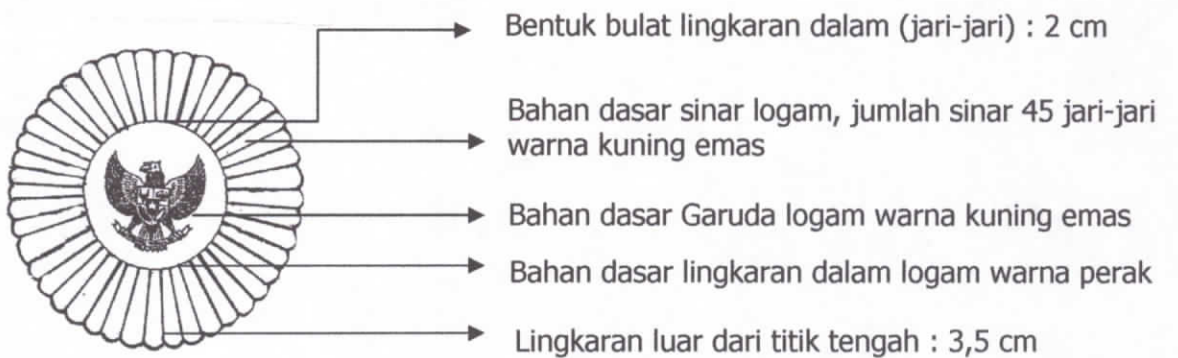 Bentuk bulat lingkaran dalam (jari-jari) : 2 cm
Bahan dasar sinar logam, jumlah sinar 45 jari-jari
warna kuning emas
Bahan dasar Garuda logam warna kuning emas
Bahan dasar lingkaran dalam logam warna perak
Lingkaran luar dari titik tengah : 3,5 cm